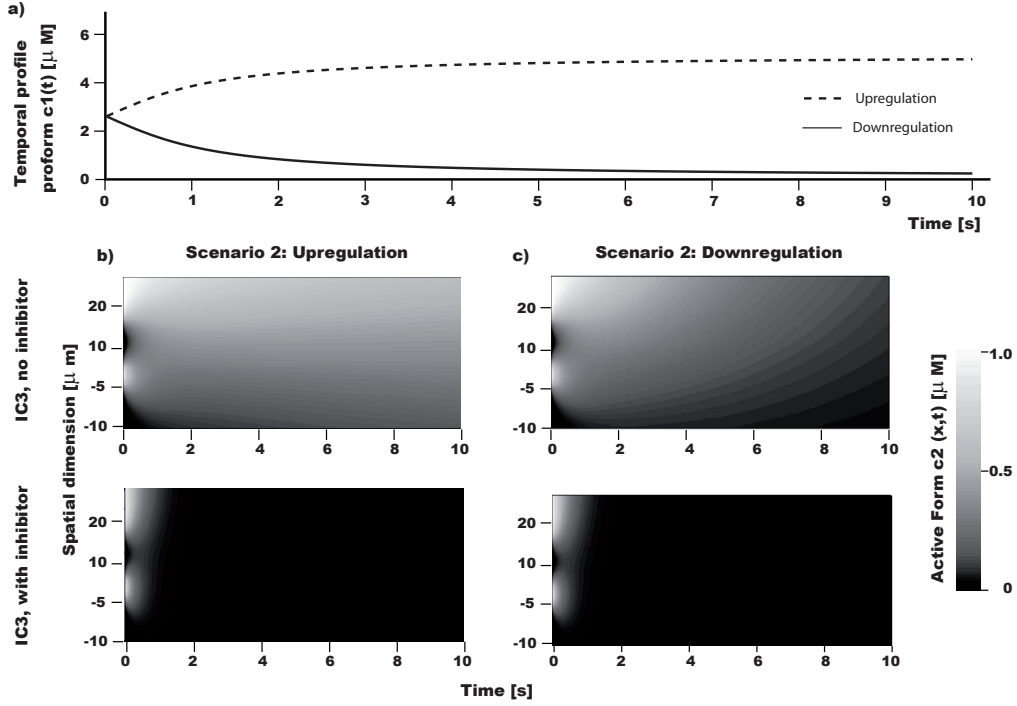 a)
Temporal profile
proform c1(t) [μ M]
6
4
2
0
0 1 2 3 4 5 6 7 8 9 10
Time [s]
Upregulation
Downregulation
b)
Scenario 2: Upregulation
c)
Scenario 2: Downregulation
IC3, no inhibitor
IC3, with inhibitor
Spatial dimension [μ m]
20
10
-5
-10
0 2 4 6 8 10
20
10
-5
-10
0 2 4 6 8 10
20
10
-5
-10
0 2 4 6 8 10
20
10
-5
-10
0 2 4 6 8 10
Time [s]
Active Form c2 (x,t) [μ M]
1.0
0.5
0